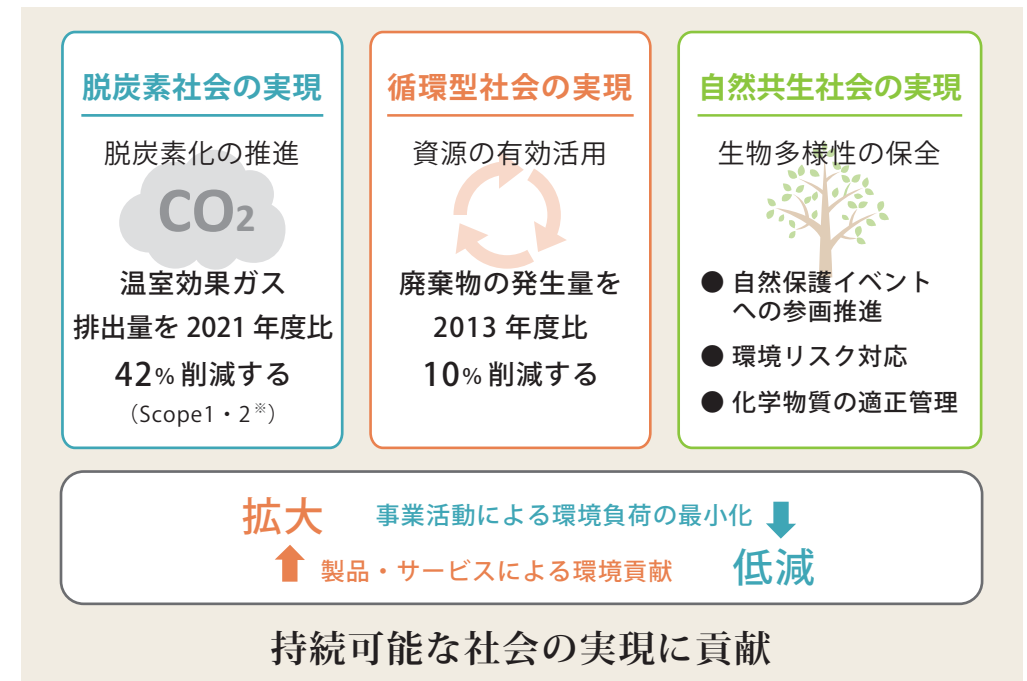 脱炭素社会の実現
脱炭素化の推進
CO2
温室効果ガス
排出量を 2021 年度比
42% 削減する
（Scope1・2※）
循環型社会の実現
資源の有効活用
廃棄物の発生量を
2013 年度比
10% 削減する
自然共生社会の実現
生物多様性の保全
● 自然保護イベント
への参画推進
● 環境リスク対応
● 化学物質の適正管理
拡大 事業活動による環境負荷の最小化
製品・サービスによる環境貢献 低減
持続可能な社会の実現に貢献